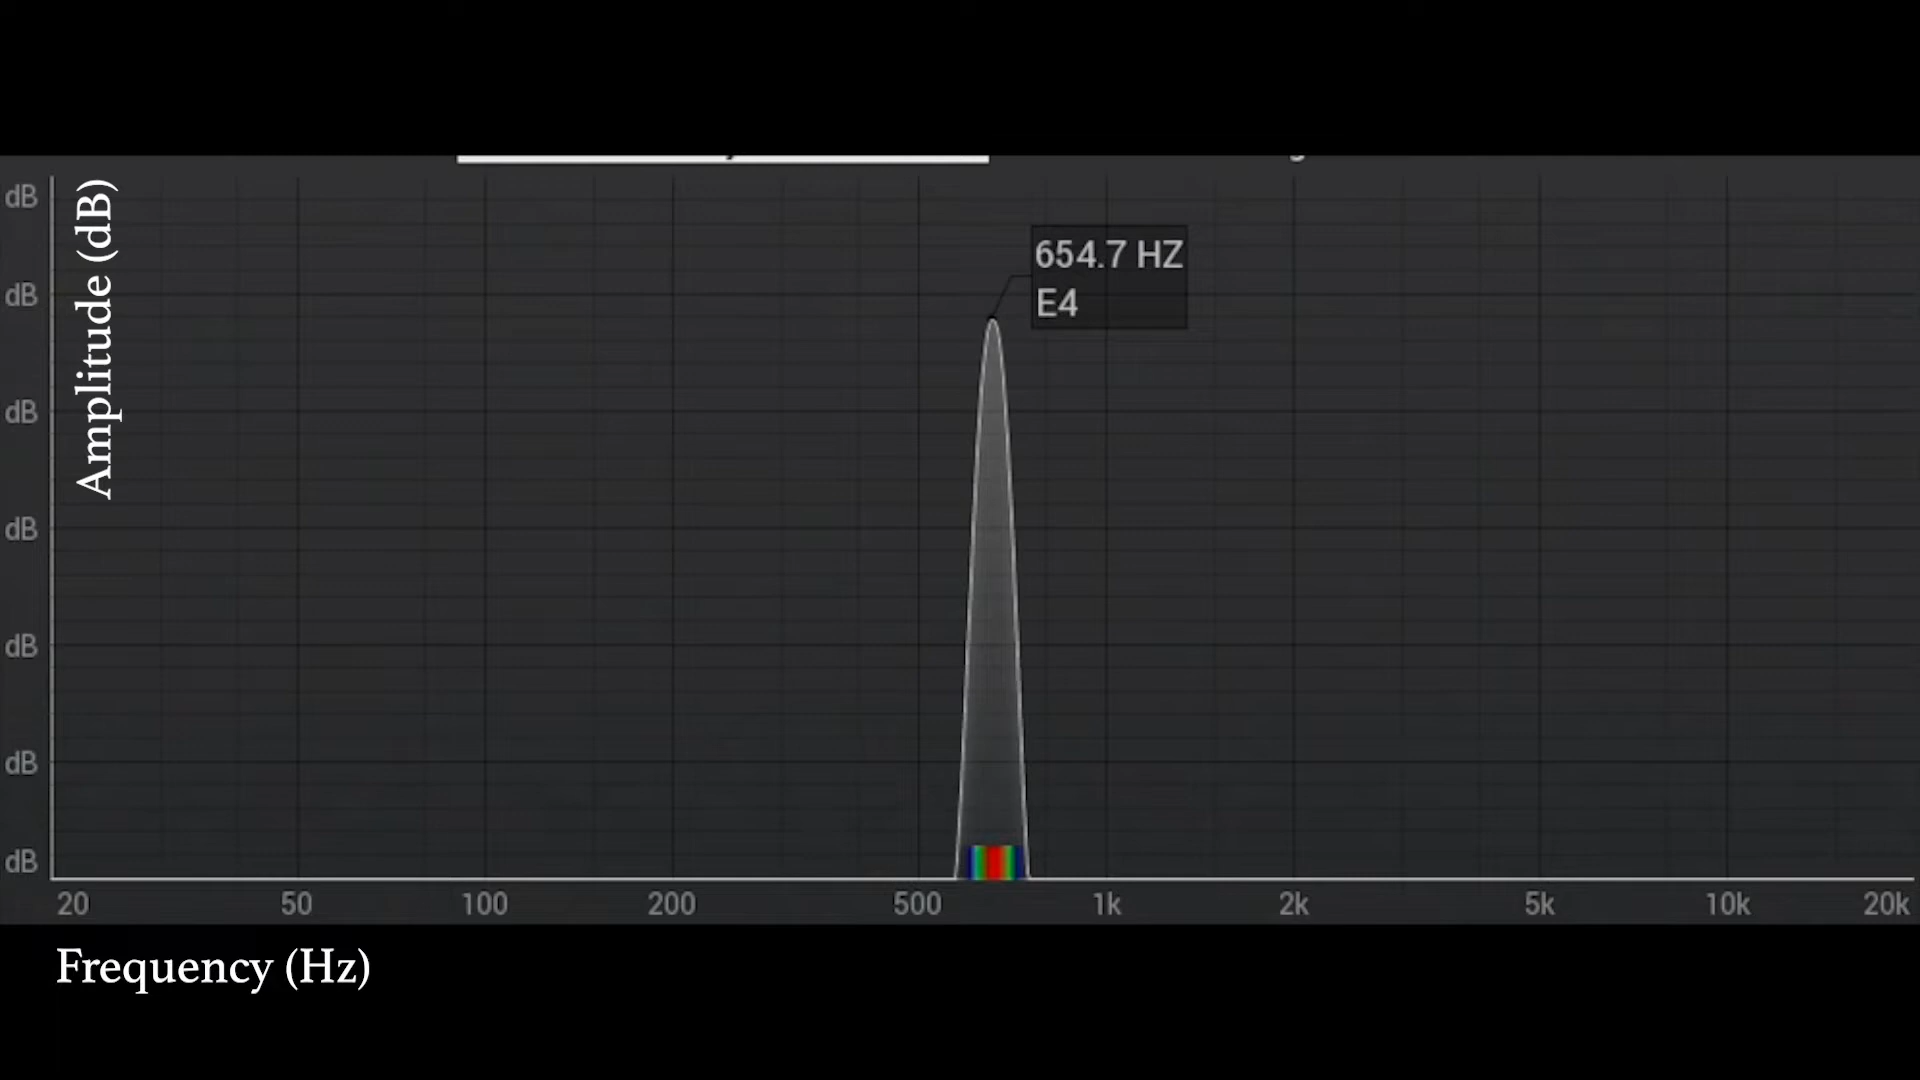 dB
Amplitude (dB)
dB
dB
dB
dB
dB
dB
654.7 HZ
E4
20 50 100 200 500 1k 2k 5k 10k 20k
Frequency (Hz)